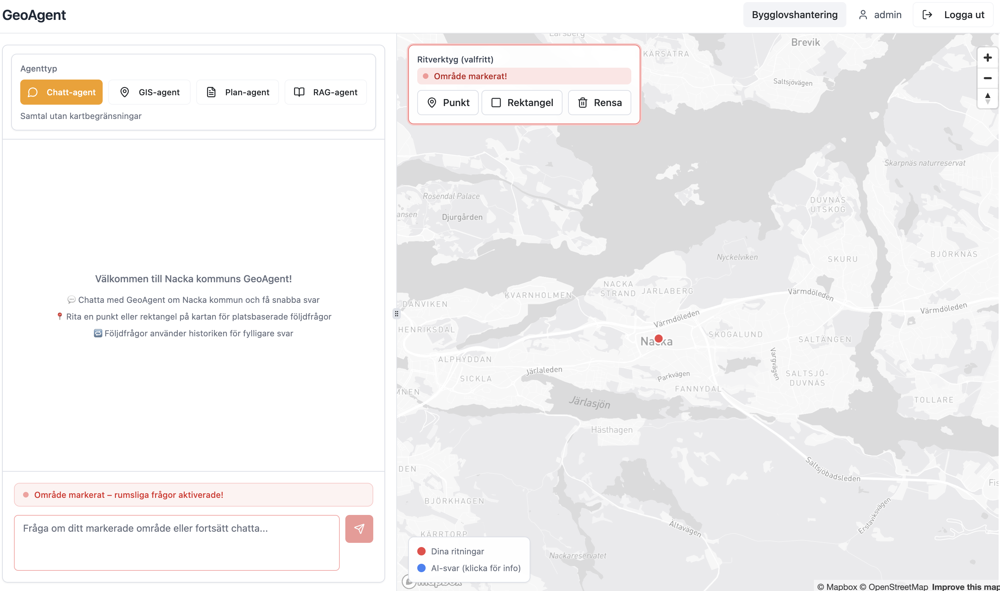 GeoAgent
Bygglovshantering
admin
Logga ut
Agenttyp
Chatt-agent
GIS-agent
Plan-agent
RAG-agent
Samtal utan kartbegränsningar
Välkommen till Nacka kommuns GeoAgent!
Chatta med GeoAgent om Nacka kommun och få snabba svar
Rita en punkt eller rektangel på kartan för platsbaserade följdfrågor
Följdfrågor använder historiken för fylligare svar
Område markerat – rumsliga frågor aktiverade!
Fråga om ditt markerade område eller fortsätt chatta...
Ritverktyg (valfritt)
Område markerat!
Punkt
Rektangel
Rensa
Larsberg
KÄRSÄTRA
Brevik
Saltsjövägen
Skarpnäs naturreservat
Rosendal Palace
ansen
Djurgården
DUVNÄS
UTSKOG
Nyckelviken
SKURU
BJÖRKNÄS
NACKA
STRAND
JARLABERG
KVARNHOLMEN
DANVIKEN
Värmdöleden
Värmdöleden
Värmdöleden
HENRIKSDAL
Nacka
SKOGALUND
SALTÄNGEN
ALPHYDDAN
Järlaleden
Vargvägen
SICKLA
Parkvägen
SALTSJÖ-
DUVNÄS
FANNYDAL
MNEN
Järlasjön
TOLLARE
Hästhagen
DEN
Saltsjöbadsleden
Fis
BJÖRKHAGEN
Erstaviksvägen
Ältavägen
KÄRRTORP
Nackareservatet
Dina ritningar
AI-svar (klicka för info)
mapbox
© Mapbox © OpenStreetMap Improve this map